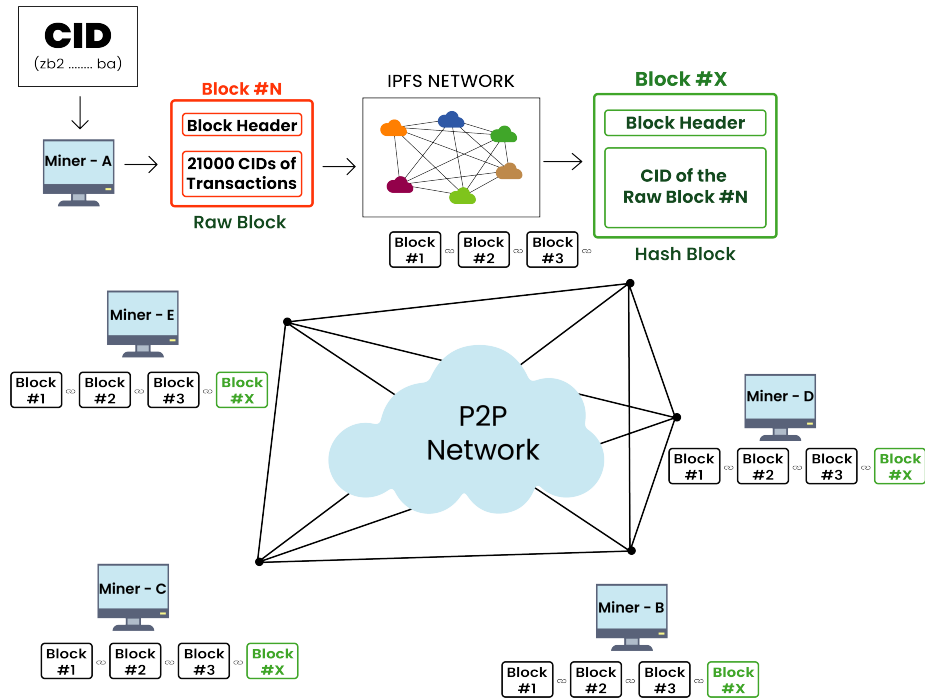 CID
(zb2 ........ ba)
Miner - A
Block #N
Block Header
21000 CIDs of
Transactions
Raw Block
IPFS NETWORK
Block #X
Block Header
CID of the
Raw Block #N
Hash Block
Block
#1
Block
#2
Block
#3
Miner - E
Block
#1
Block
#2
Block
#3
Block
#X
P2P
Network
Miner - D
Block
#1
Block
#2
Block
#3
Block
#X
Miner - C
Block
#1
Block
#2
Block
#3
Block
#X
Miner - B
Block
#1
Block
#2
Block
#3
Block
#X